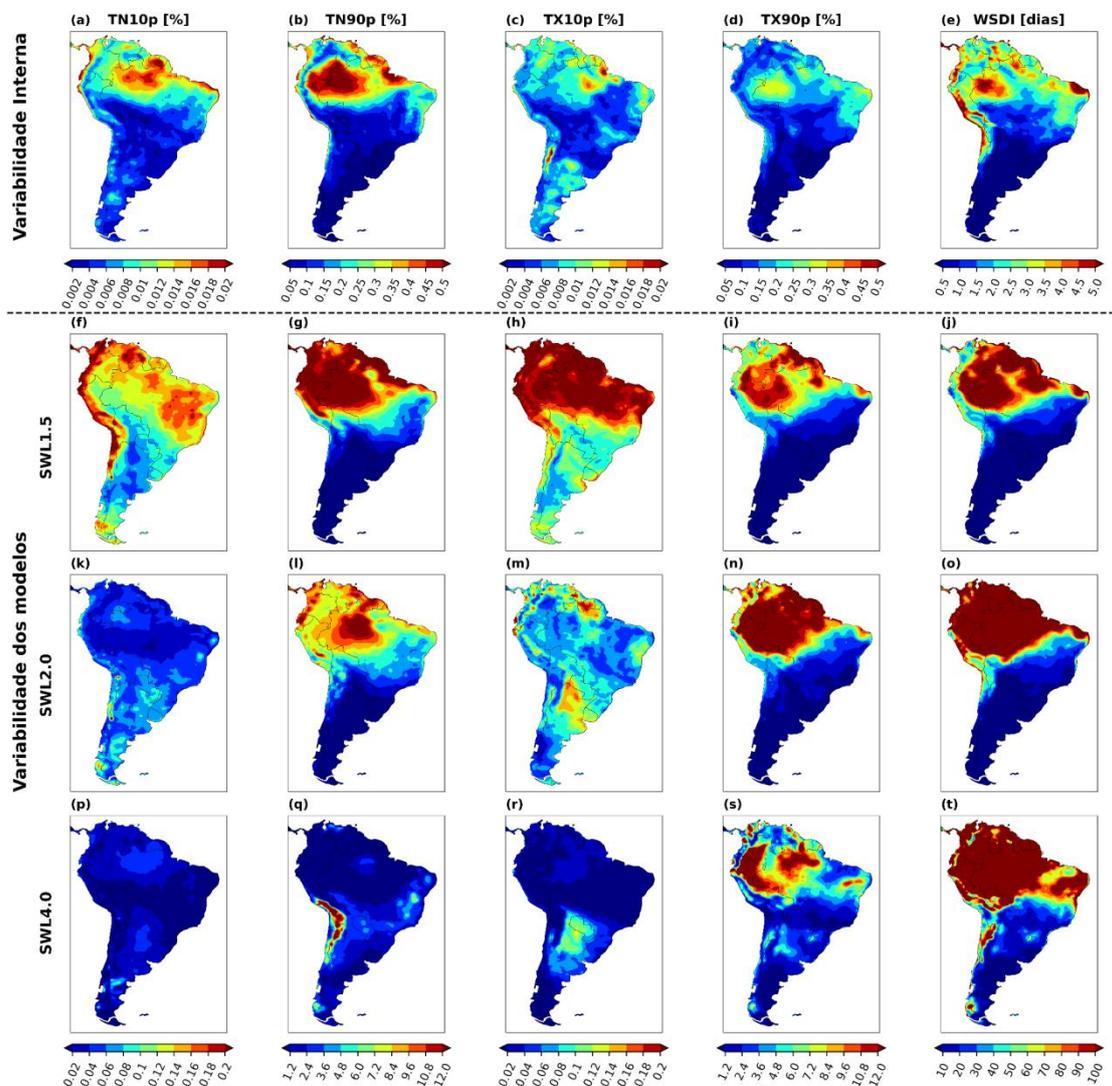 (a) TN10p [%] (b) TN90p [%] (c) TX10p [%] (d) TX90p [%] (e) WSDI [dias]
Variabilidade Interna
0.002 0.004 0.006 0.008 0.01 0.012 0.014 0.016 0.018 0.02
0.05 0.1 0.15 0.2 0.25 0.3 0.35 0.4 0.45 0.5
0.002 0.004 0.006 0.008 0.01 0.012 0.014 0.016 0.018 0.02
0.05 0.1 0.15 0.2 0.25 0.3 0.35 0.4 0.45 0.5
0.5 1.0 1.5 2.0 2.5 3.0 3.5 4.0 4.5 5.0
Variabilidade dos modelos
(f) (g) (h) (i) (j)
SWL1.5
(k) (l) (m) (n) (o)
SWL2.0
(p) (q) (r) (s) (t)
SWL4.0
0.02 0.04 0.06 0.08 0.1 0.12 0.14 0.16 0.18 0.2
1.2 2.4 3.6 4.8 6.0 7.2 8.4 9.6 10.8 12.0
0.02 0.04 0.06 0.08 0.1 0.12 0.14 0.16 0.18 0.2
1.2 2.4 3.6 4.8 6.0 7.2 8.4 9.6 10.8 12.0
10 20 30 40 50 60 70 80 90 100